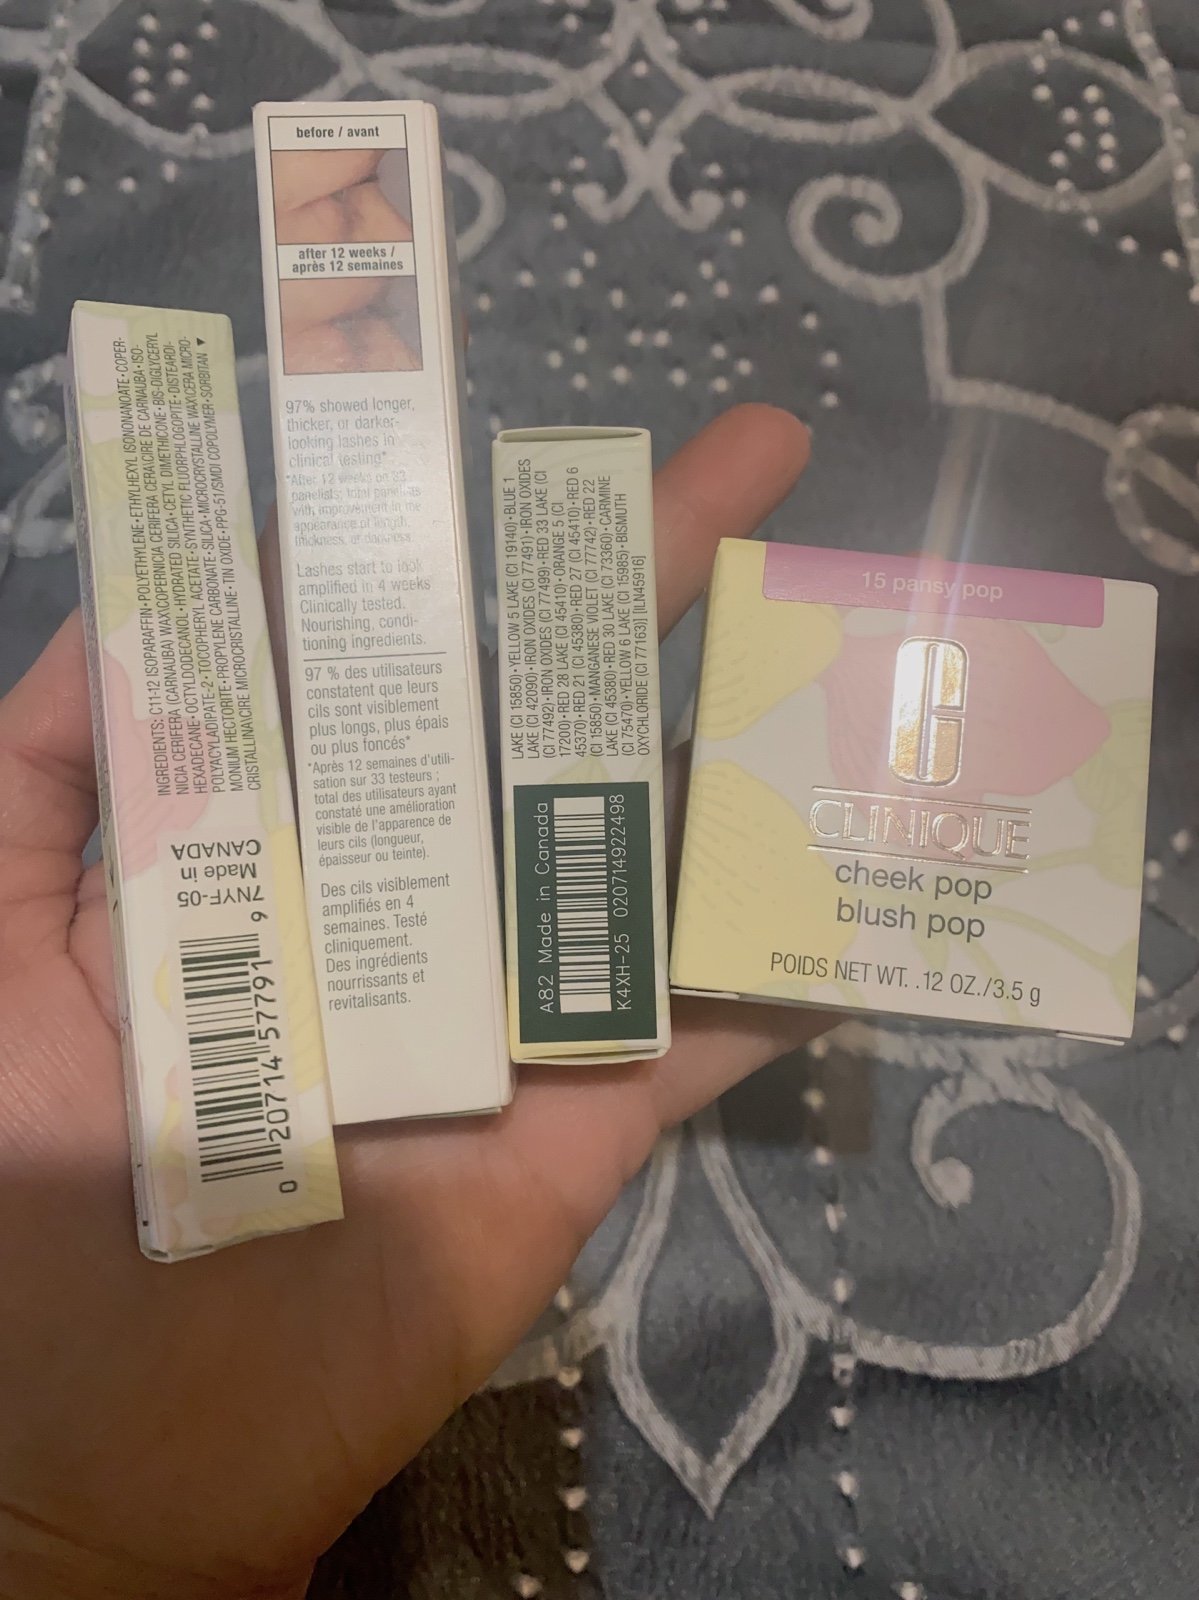 INGREDIENTS: C11-12 ISOPARAFFIN•POLYETHYLENE•ETHYLHEXYL ISONONANOATE•COPER-
NICIA CERIFERA (CARNAUBA) WAX\COPERNICIA CERIFERA CERA\CIRE DE CARNAUBA•ISO-
HEXADECANE•OCTYLDODECANOL•HYDRATED SILICA•CETYL DIMETHICONE•BIS-DIGLYCERYL
POLYACYLADIPATE-2•TOCOPHERYL ACETATE•SYNTHETIC FLUORPHLOGOPITE•DISTEARDI-
MONIUM HECTORITE•PROPYLENE CARBONATE•SILICA•MICROCRYSTALLINE WAX\CERA MICRO-
CRISTALLINA\CIRE MICROCRISTALLINE•TIN OXIDE•PPG-51/SMDI COPOLYMER•SORBITAN ▼
7NYF-05
Made in
CANADA
0 20714 57791 9
before / avant
after 12 weeks /
après 12 semaines
97% showed longer,
thicker, or darker-
looking lashes in
clinical testing*
*After 12 weeks on 33
panelists; total panelists
with improvement in the
appearance of length,
thickness, or darkness.
Lashes start to look
amplified in 4 weeks
Clinically tested.
Nourishing, condi-
tioning ingredients.
97 % des utilisateurs
constatent que leurs
cils sont visiblement
plus longs, plus épais
ou plus foncés*
*Après 12 semaines d'utili-
sation sur 33 testeurs ;
total des utilisateurs ayant
constaté une amélioration
visible de l'apparence de
leurs cils (longueur,
épaisseur ou teinte).
Des cils visiblement
amplifiés en 4
semaines. Testé
cliniquement.
Des ingrédients
nourrissants et
revitalisants.
LAKE (CI 15850)•YELLOW 5 LAKE (CI 19140)•BLUE 1
LAKE (CI 42090)•IRON OXIDES (CI 77491)•IRON OXIDES
(CI 77492)•IRON OXIDES (CI 77499)•RED 33 LAKE (CI
17200)•RED 28 LAKE (CI 45410)•ORANGE 5 (CI
45370)•RED 21 (CI 45380)•RED 27 (CI 45410)•RED 6
(CI 15850)•MANGANESE VIOLET (CI 77742)•RED 22
LAKE (CI 45380)•RED 30 LAKE (CI 73360)•CARMINE
(CI 75470)•YELLOW 6 LAKE (CI 15985)•BISMUTH
OXYCHLORIDE (CI 77163)] [ILN45916]
A82 Made in Canada
K4XH-25 020714922498
15 pansy pop
CLINIQUE
cheek pop
blush pop
POIDS NET WT. .12 OZ./3.5 g